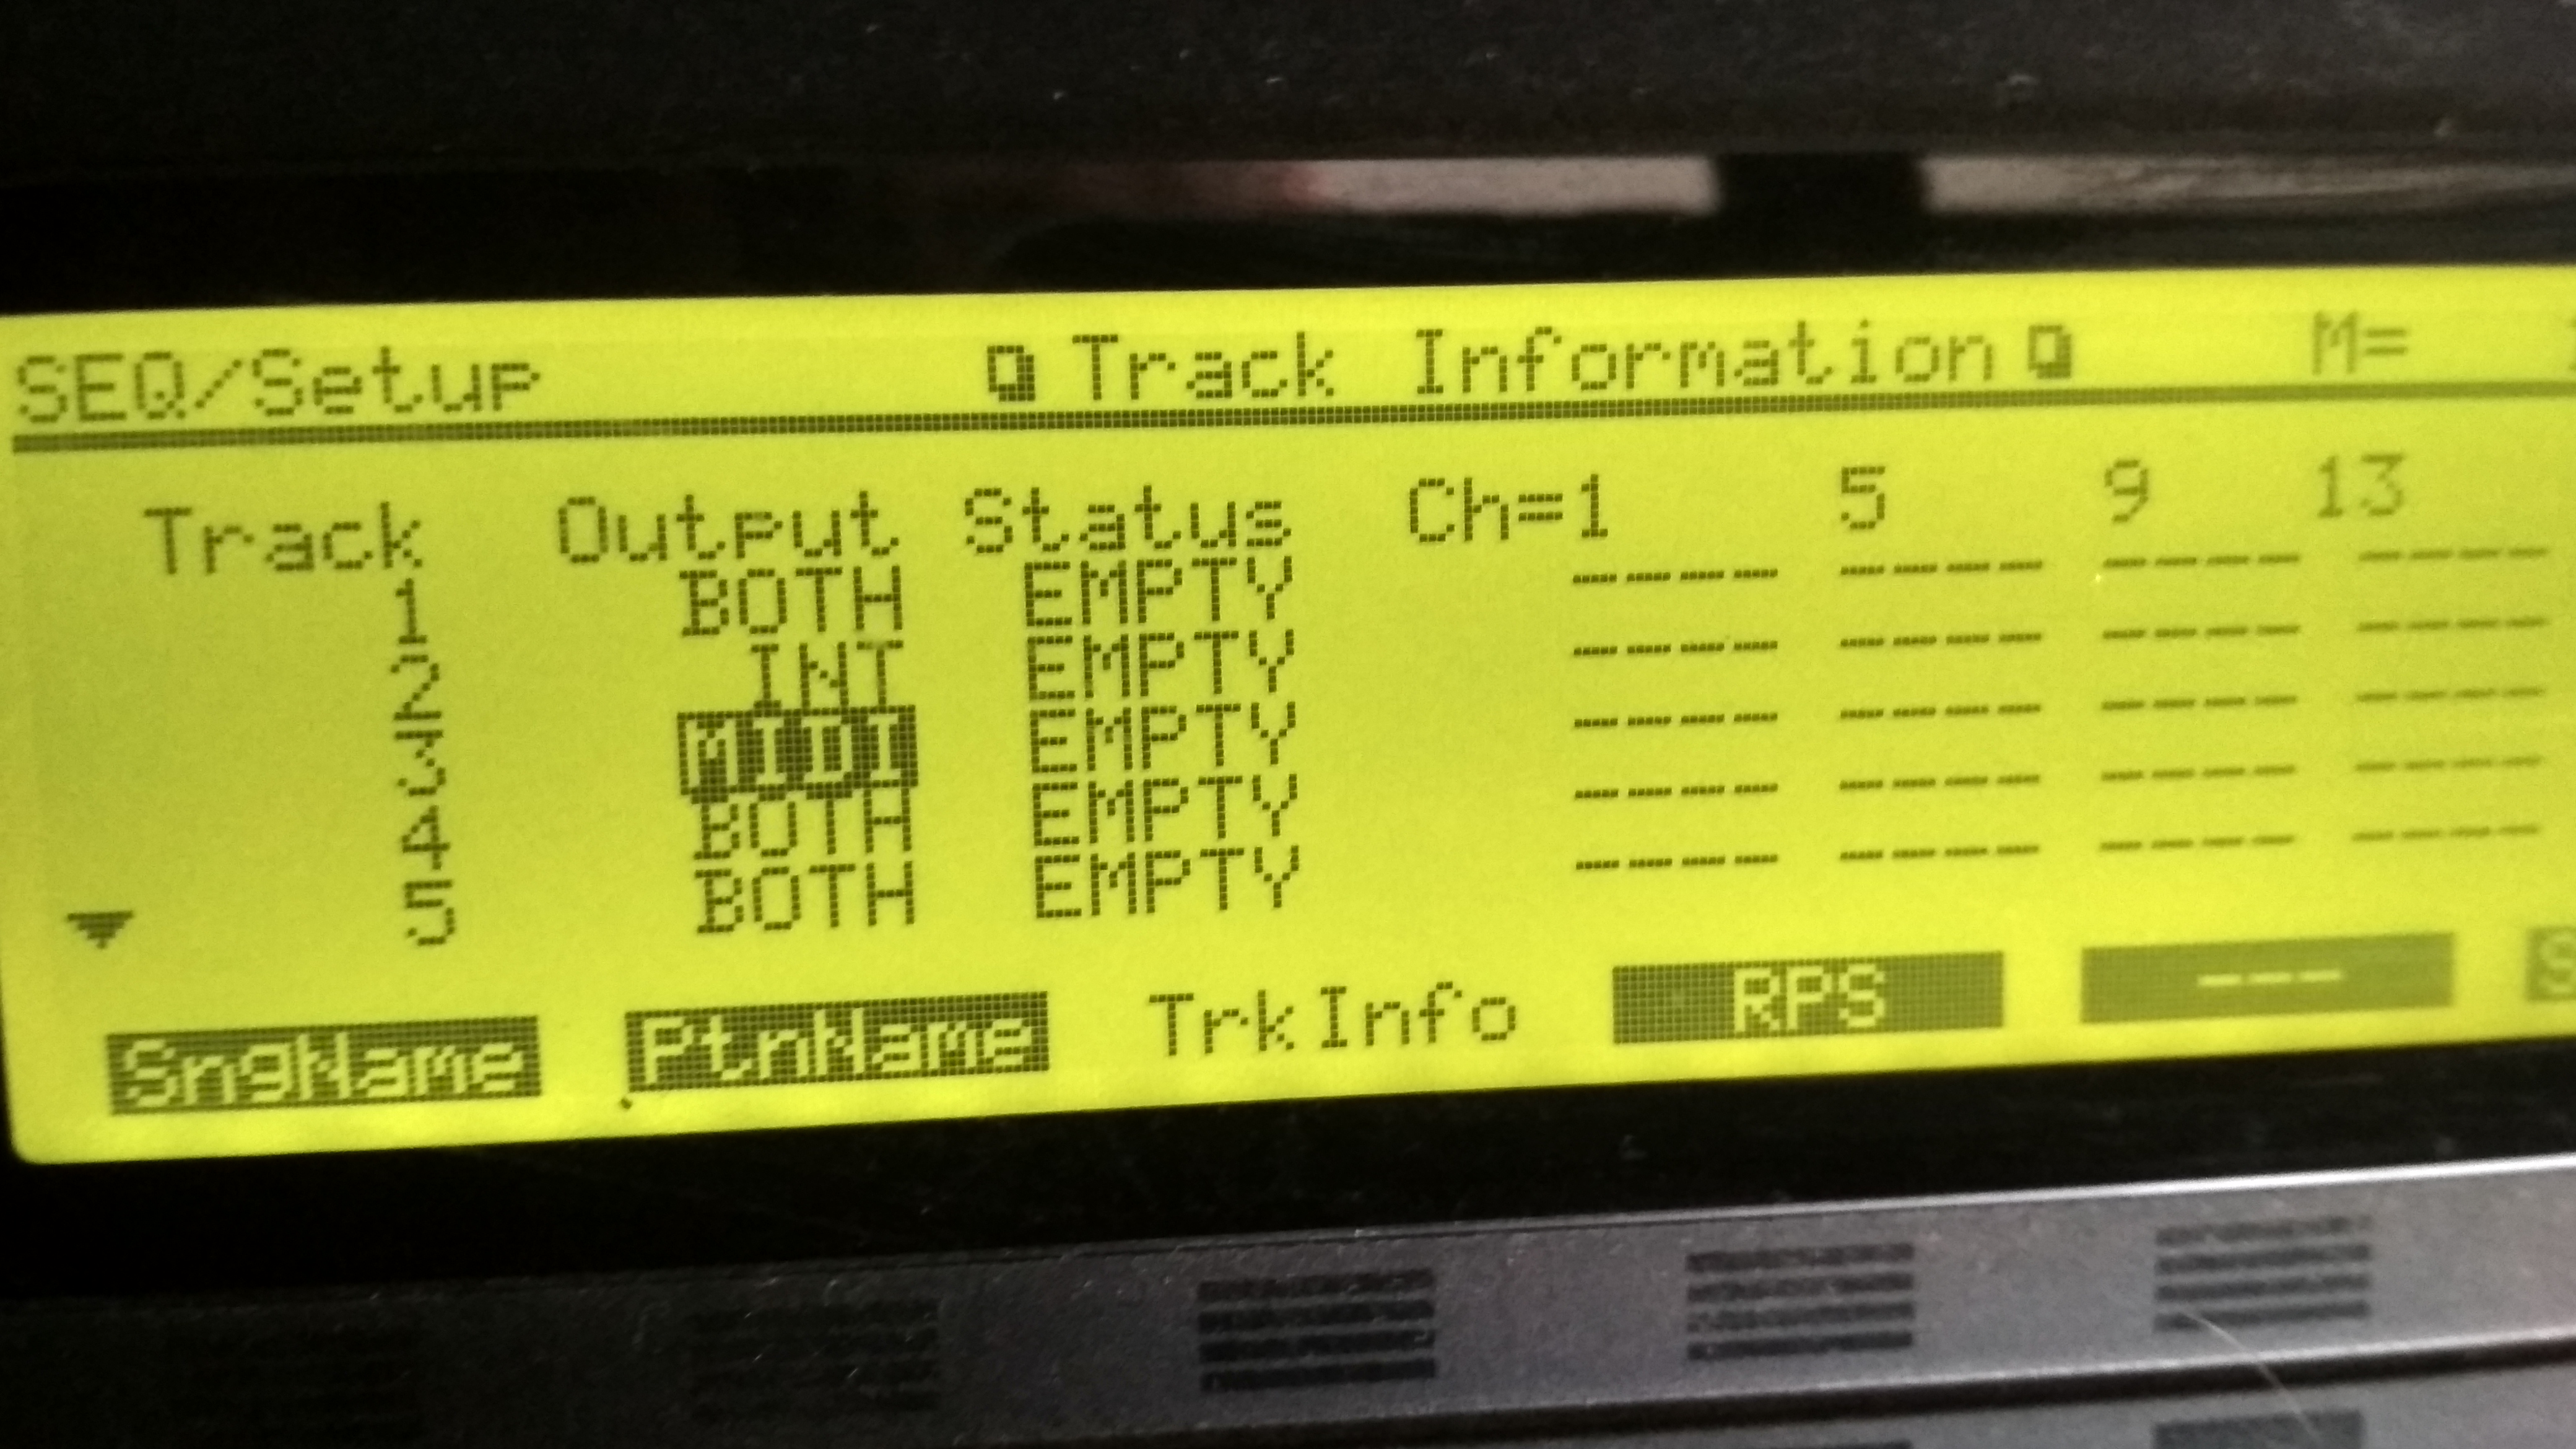 SEQ/Setup Track Information M=
Track Output Status Ch=1 5 9 13
1 BOTH EMPTY ---- ---- ---- ----
2 INT EMPTY ---- ---- ---- ----
3 MIDI EMPTY ---- ---- ---- ----
4 BOTH EMPTY ---- ---- ---- ----
5 BOTH EMPTY ---- ---- ---- ----
SngName PtnName TrkInfo RPS ---